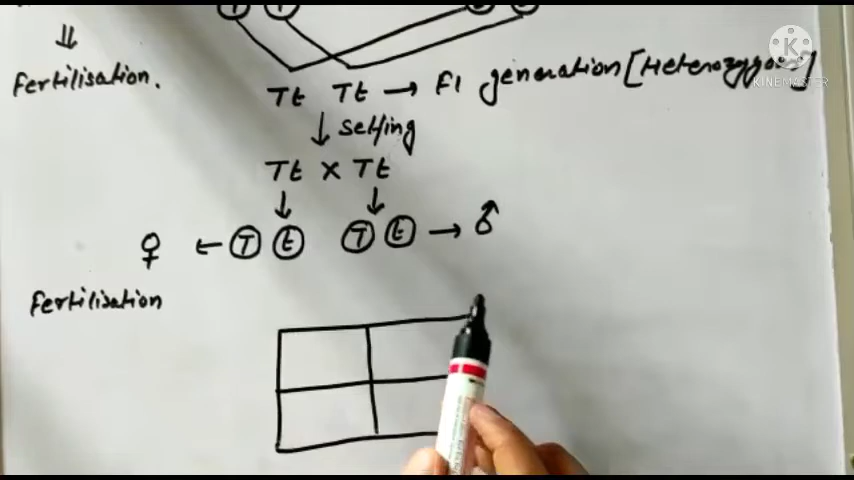 Fertilisation.
Tt Tt → F1 generation [Heterozygous]
↓ selfing
Tt x Tt
↓ ↓
♀ ← T t T t → ♂
Fertilisation
K
KINEMASTER